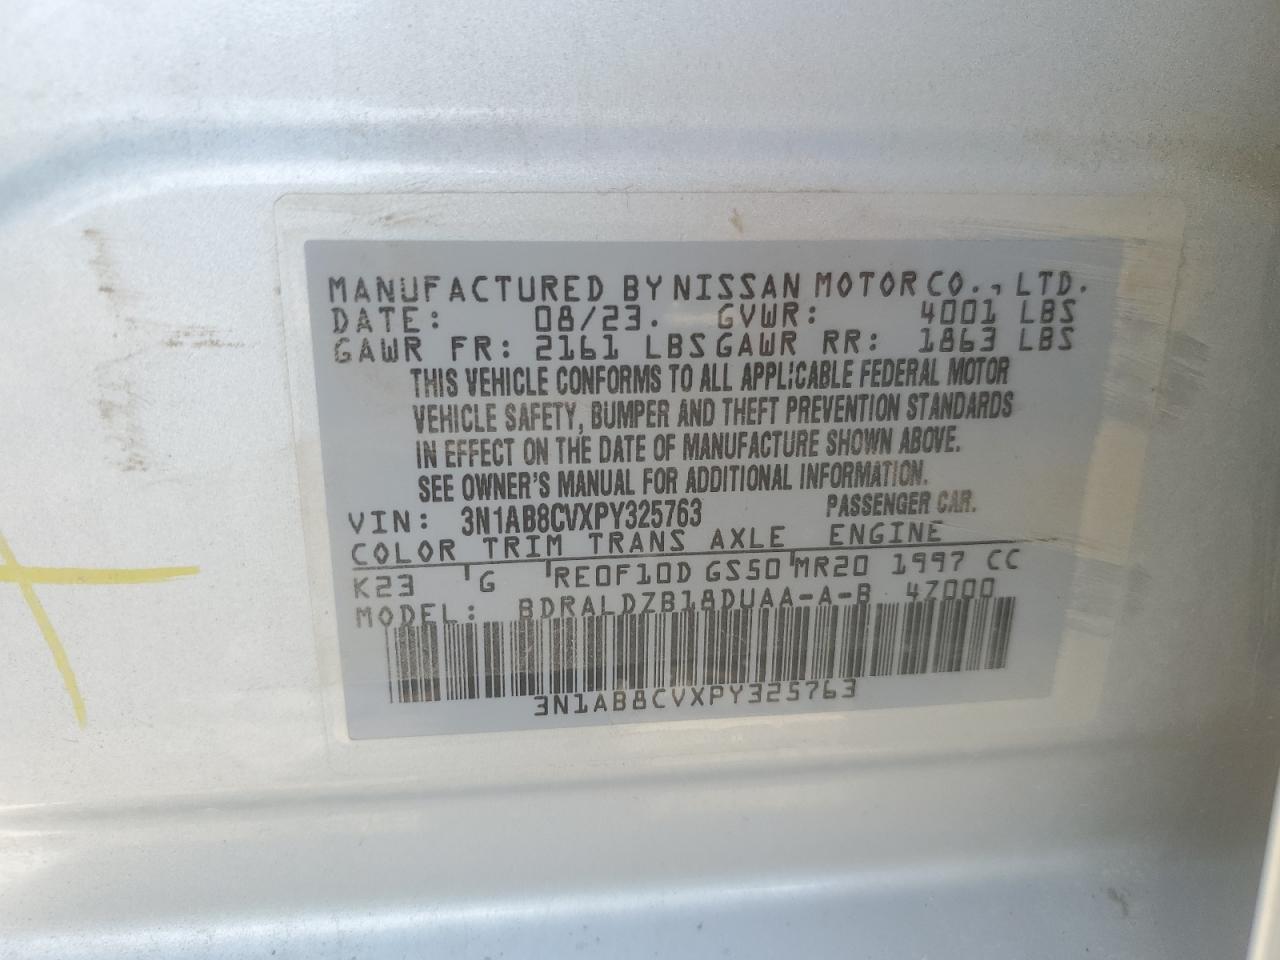 MANUFACTURED BY NISSAN MOTOR CO., LTD.
DATE: 08/23. GVWR: 4001 LBS
GAWR FR: 2161 LBS GAWR RR: 1863 LBS
THIS VEHICLE CONFORMS TO ALL APPLICABLE FEDERAL MOTOR
VEHICLE SAFETY, BUMPER AND THEFT PREVENTION STANDARDS
IN EFFECT ON THE DATE OF MANUFACTURE SHOWN ABOVE.
SEE OWNER'S MANUAL FOR ADDITIONAL INFORMATION.
VIN: 3N1AB8CVXPY325763 PASSENGER CAR.
COLOR TRIM TRANS AXLE ENGINE
K23 G RE0F10D GS50 MR20 1997 CC
MODEL: BDRALDZB18DUAA-A-B 4Z000
3N1AB8CVXPY325763